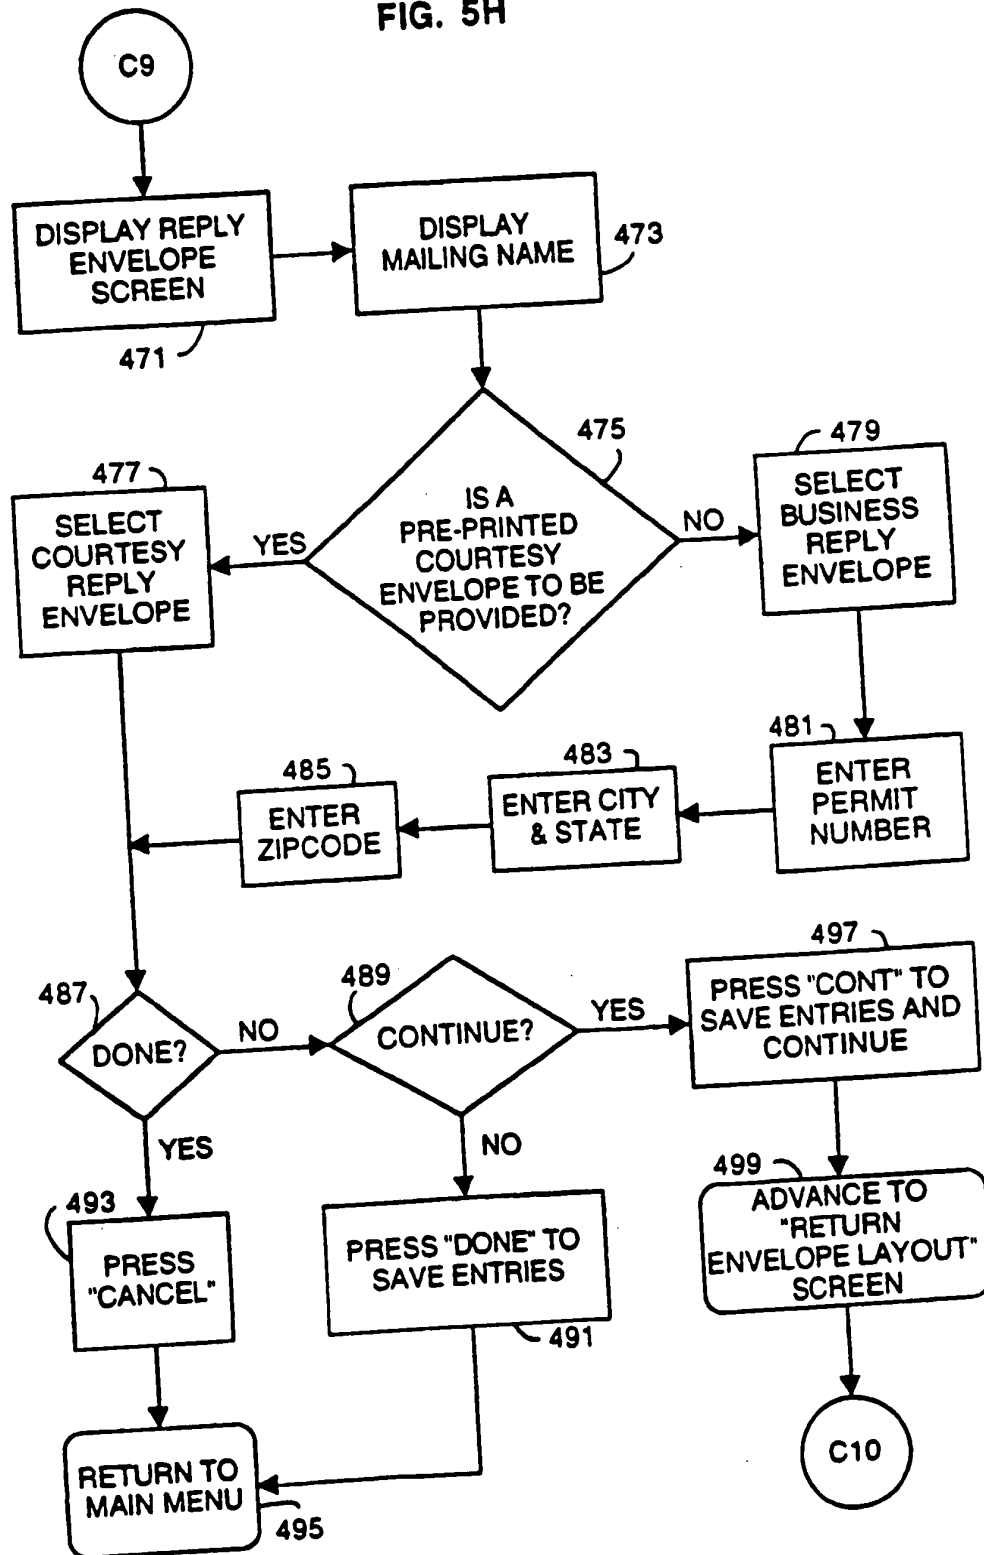 FIG. 5H
C9
DISPLAY REPLY
ENVELOPE
SCREEN
471
DISPLAY
MAILING NAME
473
475
IS A
PRE-PRINTED
COURTESY
ENVELOPE TO BE
PROVIDED?
YES
NO
477
SELECT
COURTESY
REPLY
ENVELOPE
479
SELECT
BUSINESS
REPLY
ENVELOPE
481
ENTER
PERMIT
NUMBER
483
ENTER CITY
& STATE
485
ENTER
ZIPCODE
487
DONE?
NO
YES
489
CONTINUE?
YES
NO
497
PRESS "CONT" TO
SAVE ENTRIES AND
CONTINUE
493
PRESS
"CANCEL"
PRESS "DONE" TO
SAVE ENTRIES
491
499
ADVANCE TO
"RETURN
ENVELOPE LAYOUT"
SCREEN
RETURN TO
MAIN MENU
495
C10